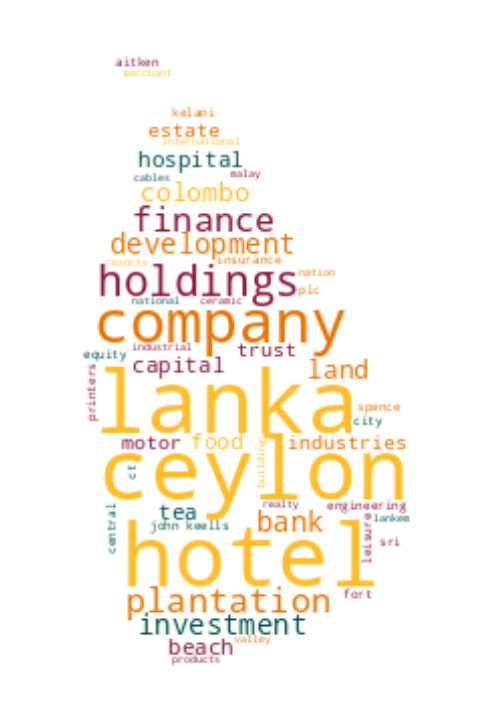 aitken
merchant
kelani
estate
international
hospital
cables malay
colombo
finance
development
resorts insurance
holdings nation
plc
national ceramic
company
industrial trust
equity
capital land
printers
lanka
spence
city
motor food industries
building
ceylon
ct
realty engineering
central tea bank lankem
john keells
leisure sri
hotel
fort
plantation
investment
valley
beach
products